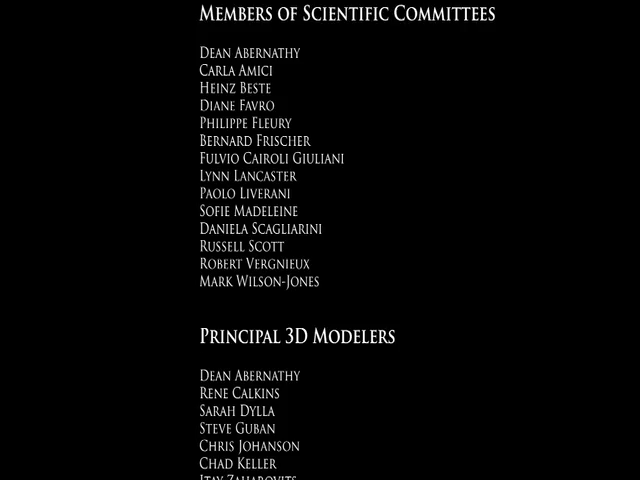 Members of Scientific Committees
Dean Abernathy
Carla Amici
Heinz Beste
Diane Favro
Philippe Fleury
Bernard Frischer
Fulvio Cairoli Giuliani
Lynn Lancaster
Paolo Liverani
Sofie Madeleine
Daniela Scagliarini
Russell Scott
Robert Vergnieux
Mark Wilson-Jones
Principal 3D Modelers
Dean Abernathy
Rene Calkins
Sarah Dylla
Steve Guban
Chris Johanson
Chad Keller
Itay Zaharovits